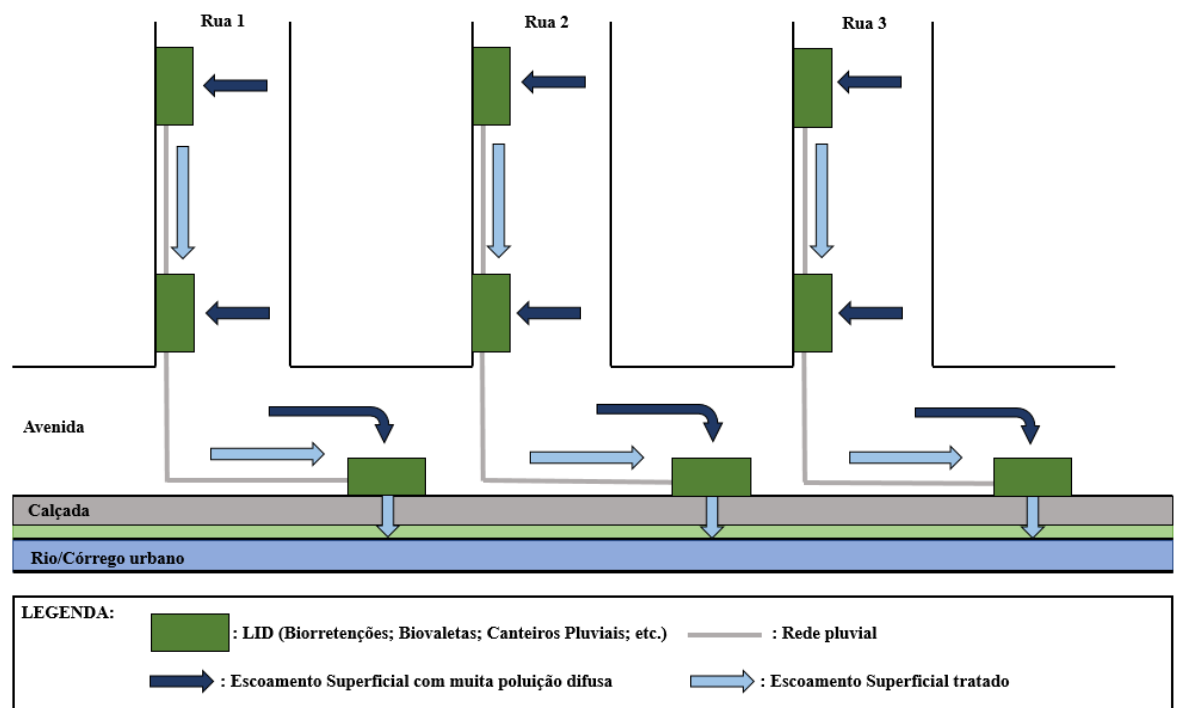 Rua 1
Rua 2
Rua 3
Avenida
Calçada
Rio/Córrego urbano
LEGENDA:
: LID (Biorretenções; Biovaletas; Canteiros Pluviais; etc.)
: Rede pluvial
: Escoamento Superficial com muita poluição difusa
: Escoamento Superficial tratado